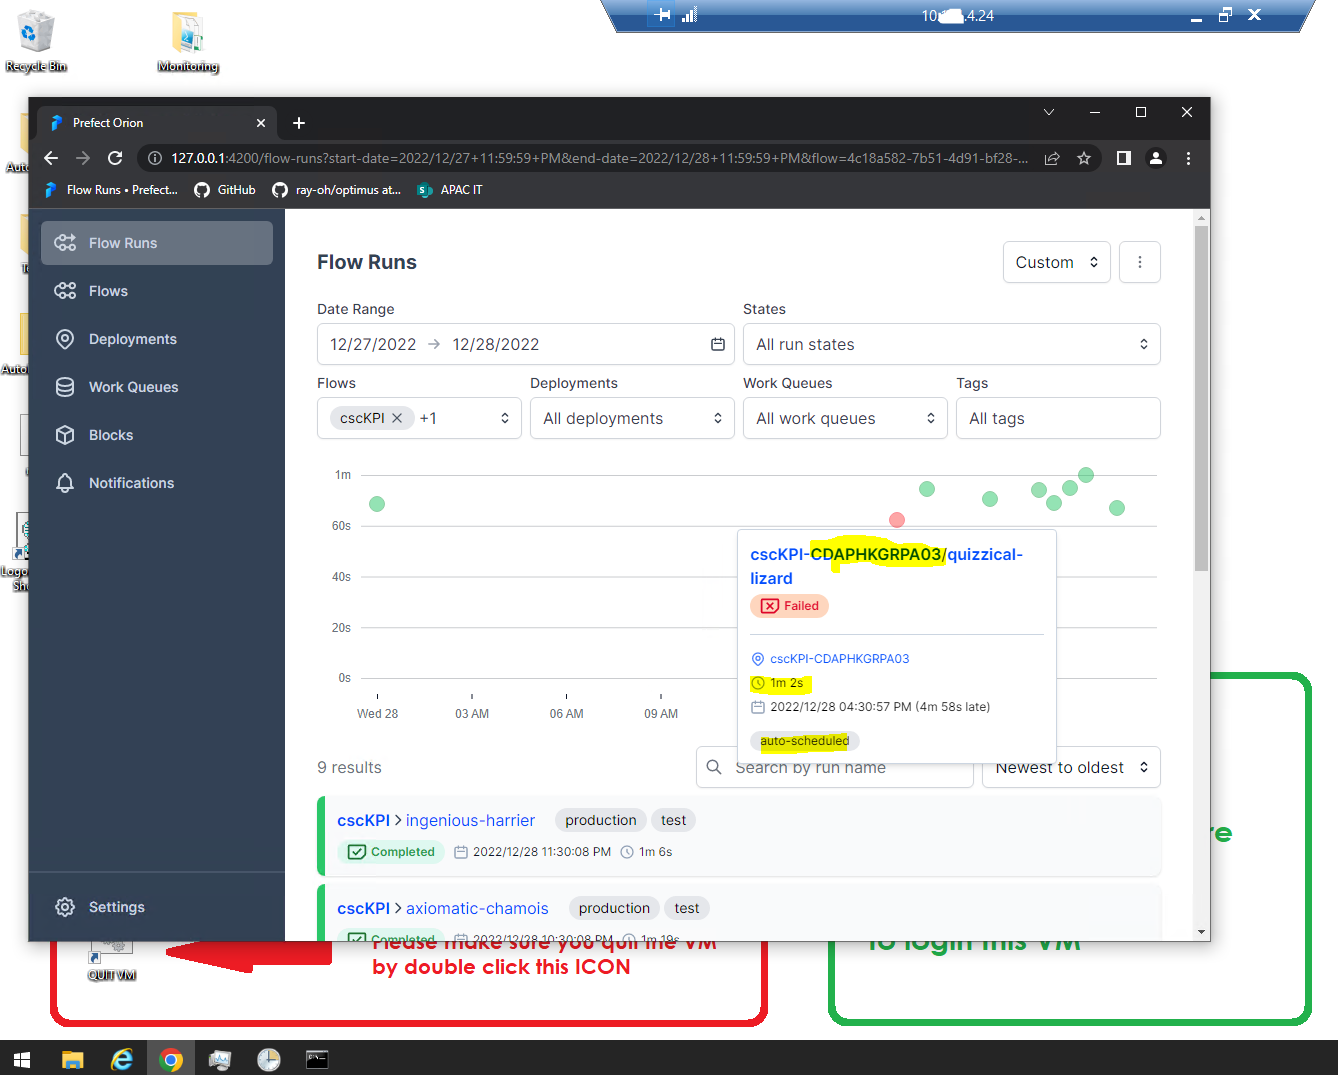 10. .4.24
Recycle Bin
Monitoring
Prefect Orion
127.0.0.1:4200/flow-runs?start-date=2022/12/27+11:59:59+PM&end-date=2022/12/28+11:59:59+PM&flow=4c18a582-7b51-4d91-bf28-...
Flow Runs • Prefect...
GitHub
ray-oh/optimus at...
APAC IT
Flow Runs
Flows
Deployments
Work Queues
Blocks
Notifications
Settings
Flow Runs
Custom
Date Range
States
12/27/2022 → 12/28/2022
All run states
Flows
Deployments
Work Queues
Tags
cscKPI +1
All deployments
All work queues
All tags
1m
60s
40s
20s
0s
Wed 28
03 AM
06 AM
09 AM
cscKPI-CDAPHKGRPA03/quizzical-
lizard
Failed
cscKPI-CDAPHKGRPA03
1m 2s
2022/12/28 04:30:57 PM (4m 58s late)
auto-scheduled
9 results
Search by run name
Newest to oldest
cscKPI > ingenious-harrier production test
Completed 2022/12/28 11:30:08 PM 1m 6s
cscKPI > axiomatic-chamois production test
Completed 2022/12/28 10:30:08 PM 1m 19s
Please make sure you quit the VM
by double click this ICON
QUIT VM
To login this VM